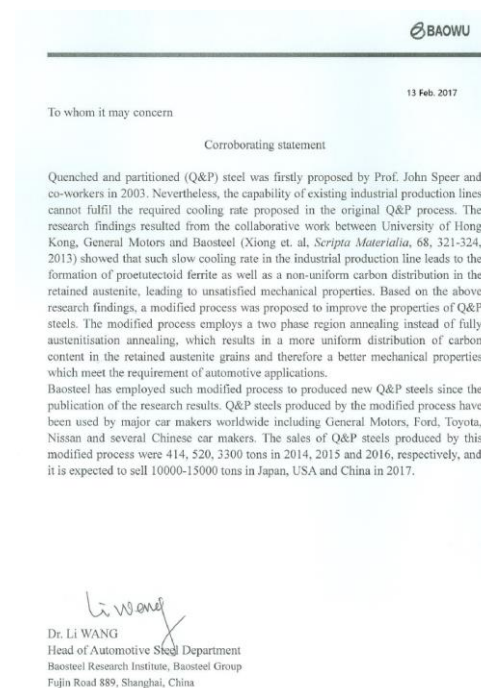 BAOWU
13 Feb. 2017
To whom it may concern
Corroborating statement
Quenched and partitioned (Q&P) steel was firstly proposed by Prof. John Speer and
co-workers in 2003. Nevertheless, the capability of existing industrial production lines
cannot fulfil the required cooling rate proposed in the original Q&P process. The
research findings resulted from the collaborative work between University of Hong
Kong, General Motors and Baosteel (Xiong et. al, Scripta Materialia, 68, 321-324,
2013) showed that such slow cooling rate in the industrial production line leads to the
formation of proetutectoid ferrite as well as a non-uniform carbon distribution in the
retained austenite, leading to unsatisfied mechanical properties. Based on the above
research findings, a modified process was proposed to improve the properties of Q&P
steels. The modified process employs a two phase region annealing instead of fully
austenitisation annealing, which results in a more uniform distribution of carbon
content in the retained austenite grains and therefore a better mechanical properties
which meet the requirement of automotive applications.
Baosteel has employed such modified process to produced new Q&P steels since the
publication of the research results. Q&P steels produced by the modified process have
been used by major car makers worldwide including General Motors, Ford, Toyota,
Nissan and several Chinese car makers. The sales of Q&P steels produced by this
modified process were 414, 520, 3300 tons in 2014, 2015 and 2016, respectively, and
it is expected to sell 10000-15000 tons in Japan, USA and China in 2017.
Li Wang
Dr. Li WANG
Head of Automotive Steel Department
Baosteel Research Institute, Baosteel Group
Fujin Road 889, Shanghai, China